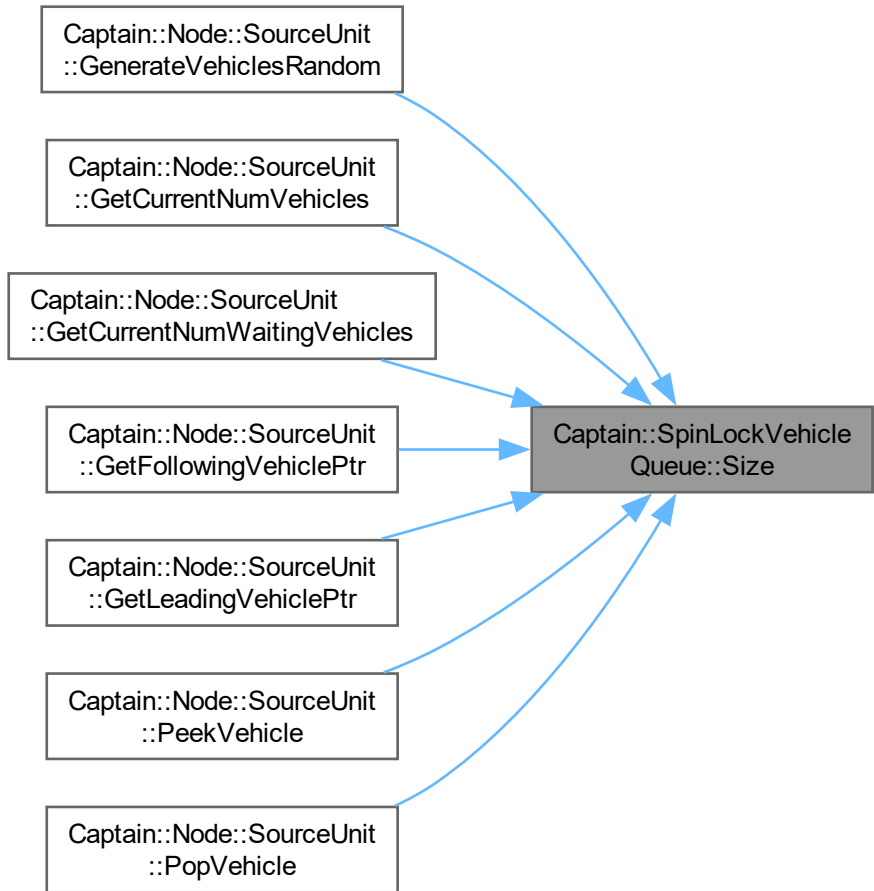 Captain::Node::SourceUnit
::GenerateVehiclesRandom
Captain::Node::SourceUnit
::GetCurrentNumVehicles
Captain::Node::SourceUnit
::GetCurrentNumWaitingVehicles
Captain::Node::SourceUnit
::GetFollowingVehiclePtr
Captain::SpinLockVehicle
Queue::Size
Captain::Node::SourceUnit
::GetLeadingVehiclePtr
Captain::Node::SourceUnit
::PeekVehicle
Captain::Node::SourceUnit
::PopVehicle